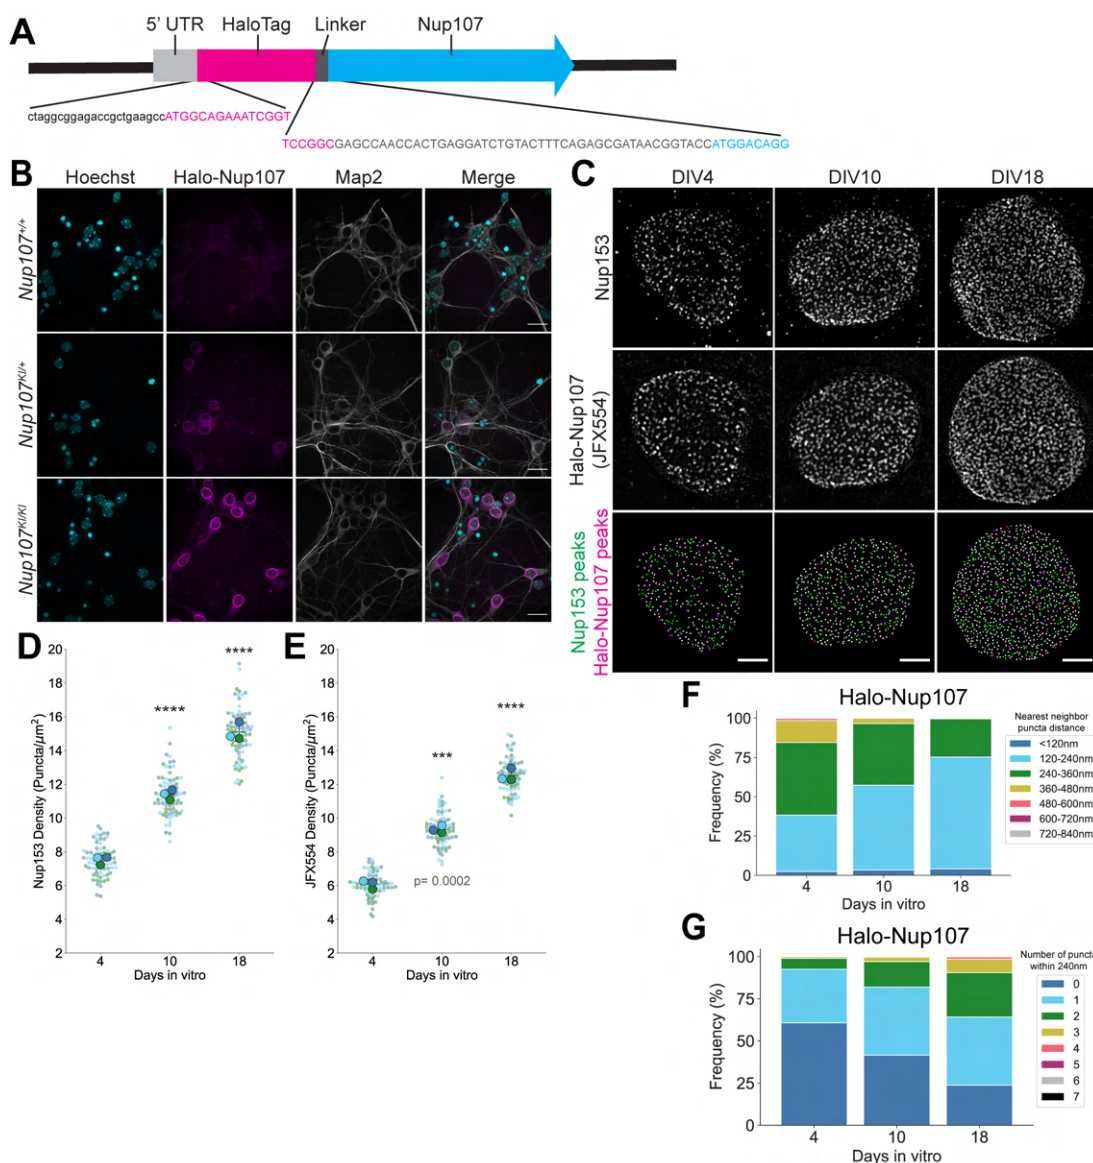 A
5' UTR
HaloTag
Linker
Nup107
ctaggcggagaccgctgaagccATGGCAGAAATCGGT
TCCGGCGAGCCAACCACTGAGGATCTGTACTTTCAGAGCGATAACGGTACCATGGACAGG
B
Hoechst
Halo-Nup107
Map2
Merge
Nup107+/+
Nup107KI/+
Nup107KI/KI
C
DIV4
DIV10
DIV18
Nup153
Halo-Nup107
(JFX554)
Nup153 peaks
Halo-Nup107 peaks
D
Nup153 Density (Puncta/μm²)
20
18
16
14
12
10
8
6
4
2
****
****
4
10
18
Days in vitro
E
JFX554 Density (Puncta/μm²)
20
18
16
14
12
10
8
6
4
2
***
****
p= 0.0002
4
10
18
Days in vitro
F
Halo-Nup107
Frequency (%)
100
75
50
25
0
4
10
18
Days in vitro
Nearest neighbor
puncta distance
<120nm
120-240nm
240-360nm
360-480nm
480-600nm
600-720nm
720-840nm
G
Halo-Nup107
Frequency (%)
100
75
50
25
0
4
10
18
Days in vitro
Number of puncta
within 240nm
0
1
2
3
4
5
6
7